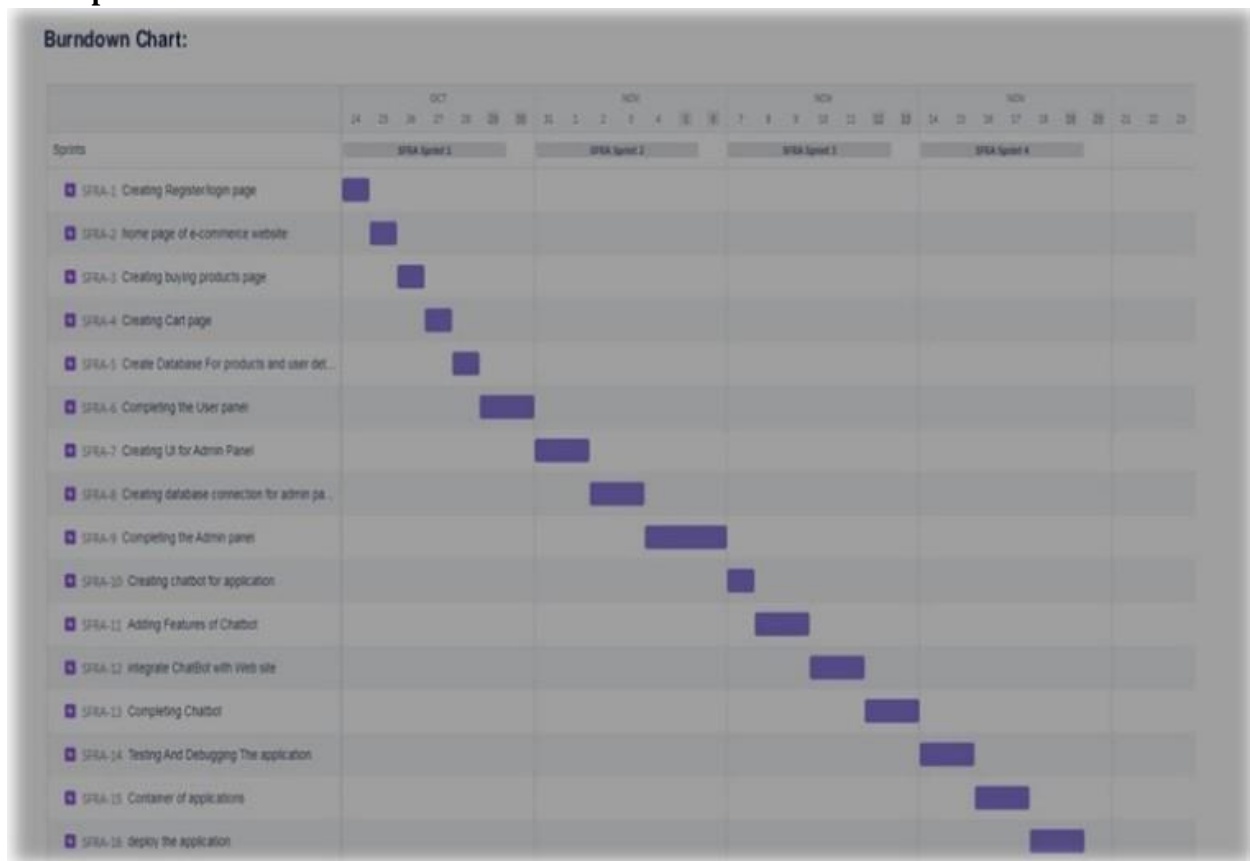 Burndown Chart:
OCT NOV NOV NOV
24 25 26 27 28 29 30 31 1 2 3 4 5 6 7 8 9 10 11 12 13 14 15 16 17 18 19 20 21 22 23
Sprints SFRA Sprint 1 SFRA Sprint 2 SFRA Sprint 3 SFRA Sprint 4
SFRA-1 Creating Register/login page
SFRA-2 home page of e-commerce website
SFRA-3 Creating buying products page
SFRA-4 Creating Cart page
SFRA-5 Create Database For products and user det...
SFRA-6 Completing the User panel
SFRA-7 Creating UI for Admin Panel
SFRA-8 Creating database connection for admin pa...
SFRA-9 Completing the Admin panel
SFRA-10 Creating chatbot for application
SFRA-11 Adding Features of Chatbot
SFRA-12 integrate ChatBot with Web site
SFRA-13 Completing Chatbot
SFRA-14 Testing And Debugging The application
SFRA-15 Container of applications
SFRA-16 deploy the application